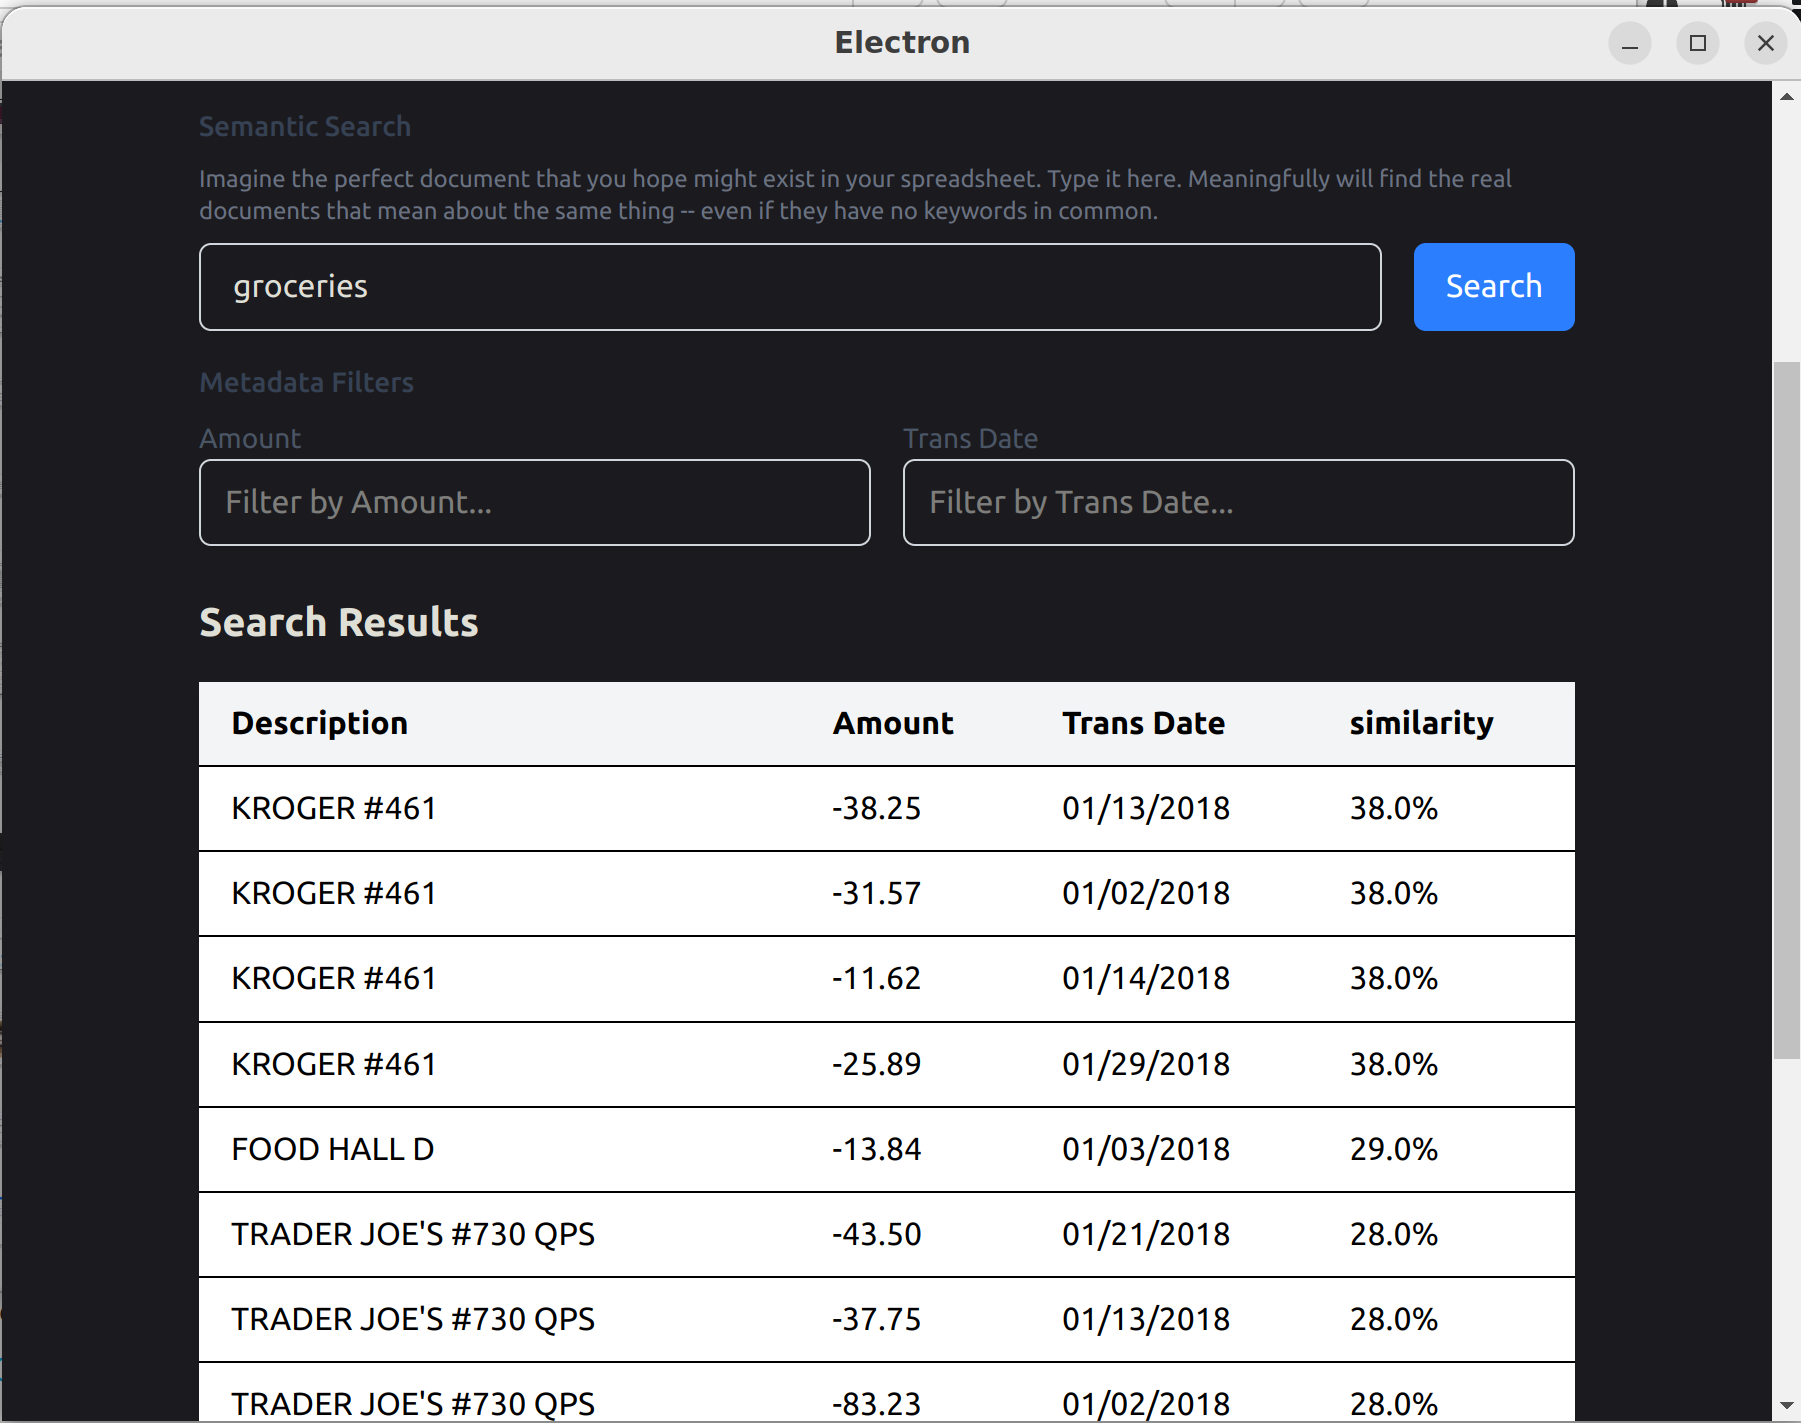 Electron
Semantic Search
Imagine the perfect document that you hope might exist in your spreadsheet. Type it here. Meaningfully will find the real
documents that mean about the same thing -- even if they have no keywords in common.
groceries
Search
Metadata Filters
Amount Trans Date
Filter by Amount... Filter by Trans Date...
Search Results
Description Amount Trans Date similarity
KROGER #461 -38.25 01/13/2018 38.0%
KROGER #461 -31.57 01/02/2018 38.0%
KROGER #461 -11.62 01/14/2018 38.0%
KROGER #461 -25.89 01/29/2018 38.0%
FOOD HALL D -13.84 01/03/2018 29.0%
TRADER JOE'S #730 QPS -43.50 01/21/2018 28.0%
TRADER JOE'S #730 QPS -37.75 01/13/2018 28.0%
TRADER JOE'S #730 QPS -83.23 01/02/2018 28.0%